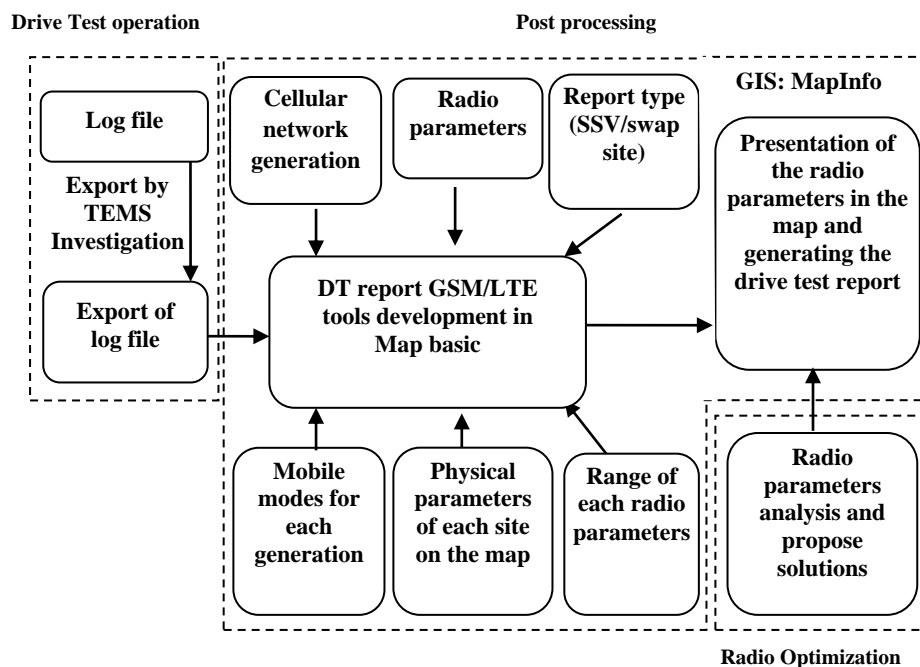 Drive Test operation
Post processing
Log file
Export by
TEMS
Investigation
Export of
log file
Cellular
network
generation
Radio
parameters
Report type
(SSV/swap
site)
GIS: MapInfo
DT report GSM/LTE
tools development in
Map basic
Presentation of
the radio
parameters in the
map and
generating the
drive test report
Mobile
modes for
each
generation
Physical
parameters
of each site
on the map
Range of
each radio
parameters
Radio
parameters
analysis and
propose
solutions
Radio Optimization